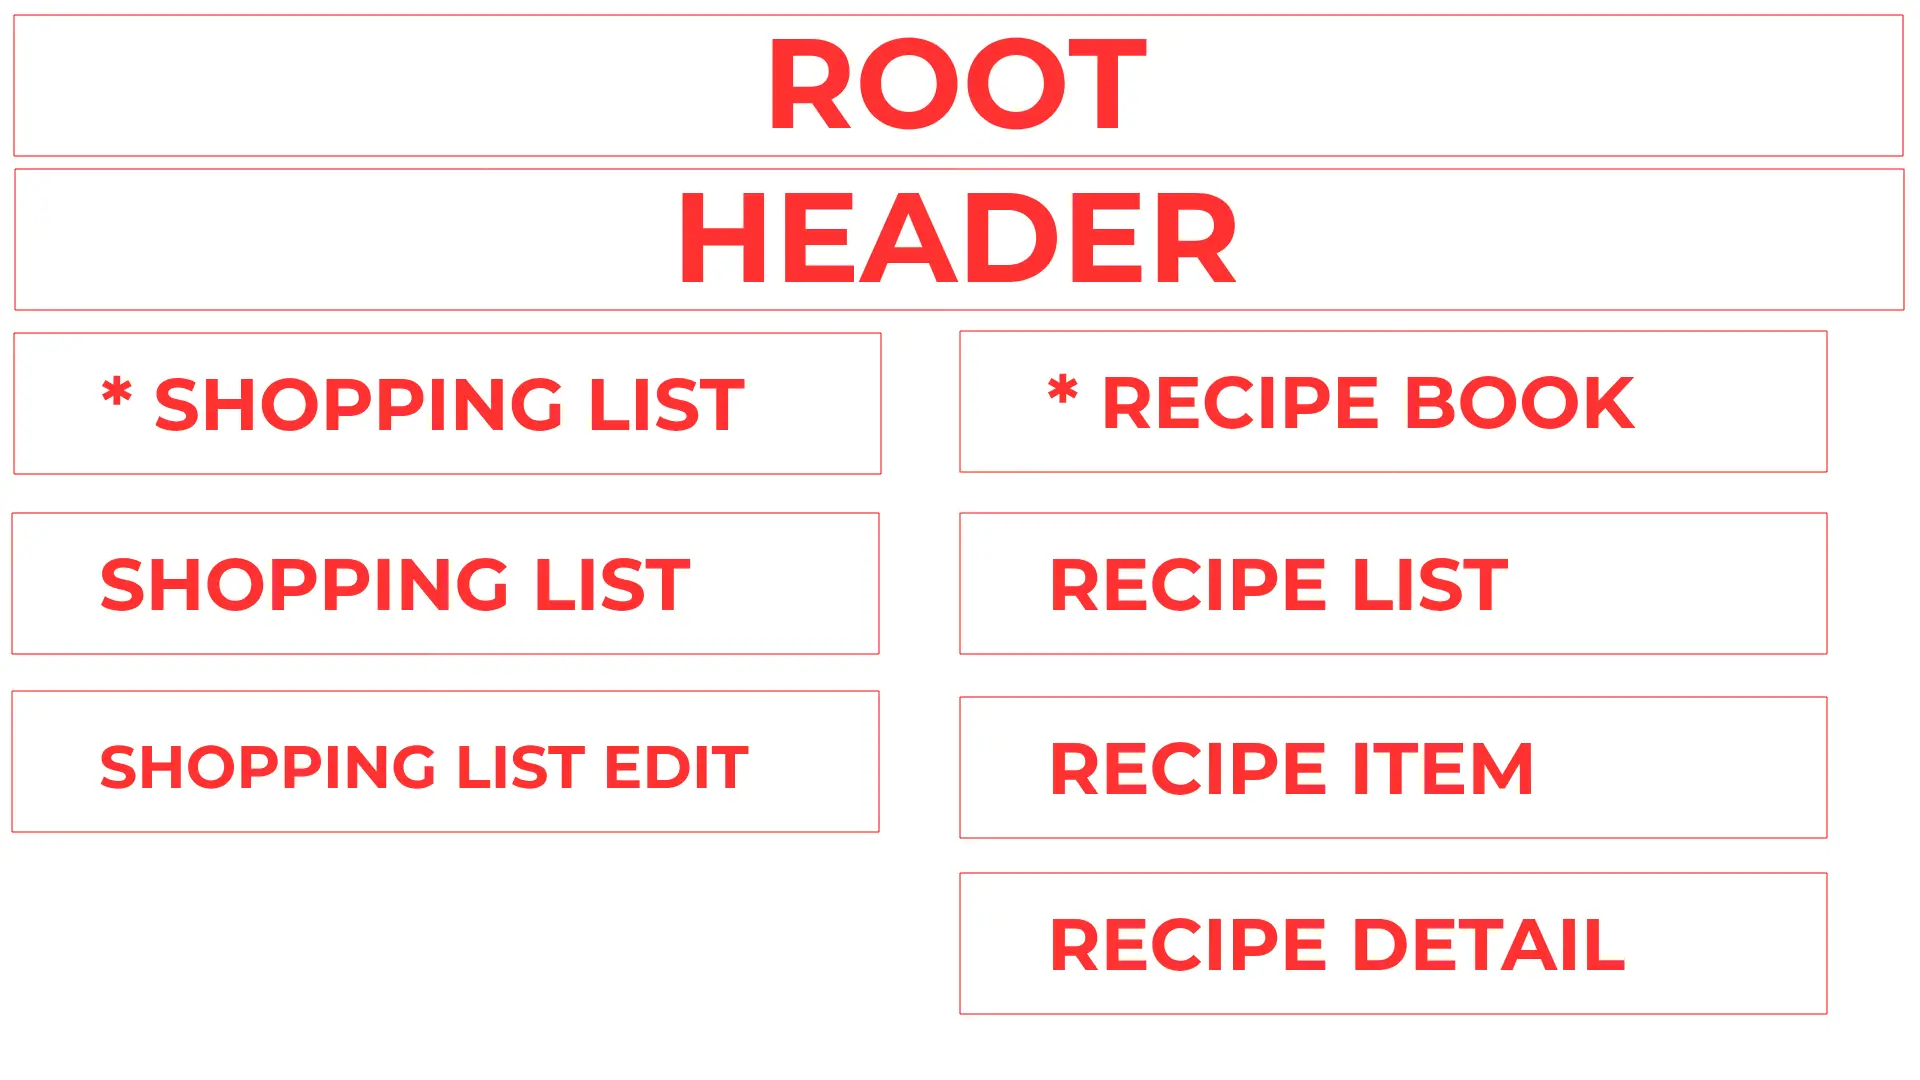 ROOT
HEADER
* SHOPPING LIST
SHOPPING LIST
SHOPPING LIST EDIT
* RECIPE BOOK
RECIPE LIST
RECIPE ITEM
RECIPE DETAIL